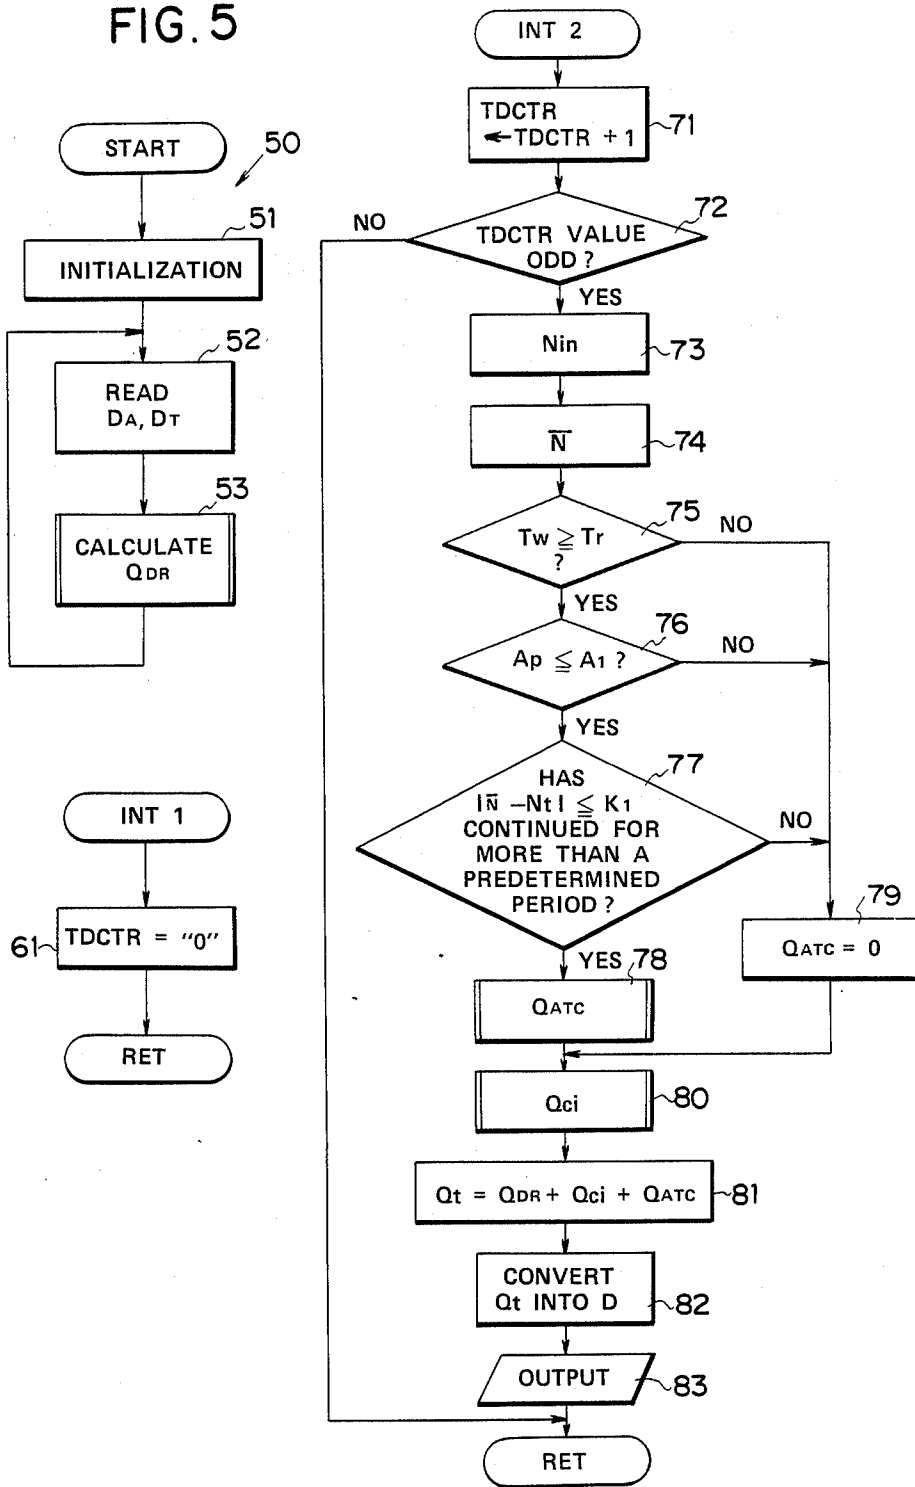 FIG. 5
START
50
51
INITIALIZATION
52
READ
DA, DT
53
CALCULATE
QDR
INT 1
61
TDCTR = "0"
RET
INT 2
TDCTR
←TDCTR + 1
71
NO
72
TDCTR VALUE
ODD ?
YES
Nin
73
N̅
74
75
Tw ≧ Tr
?
NO
YES
76
Ap ≦ A1 ?
NO
YES
77
HAS
|N̅ -Nt| ≦ K1
CONTINUED FOR
MORE THAN A
PREDETERMINED
PERIOD ?
NO
79
QATC = 0
YES
78
QATC
Qci
80
Qt = QDR + Qci + QATC
81
CONVERT
Qt INTO D
82
OUTPUT
83
RET